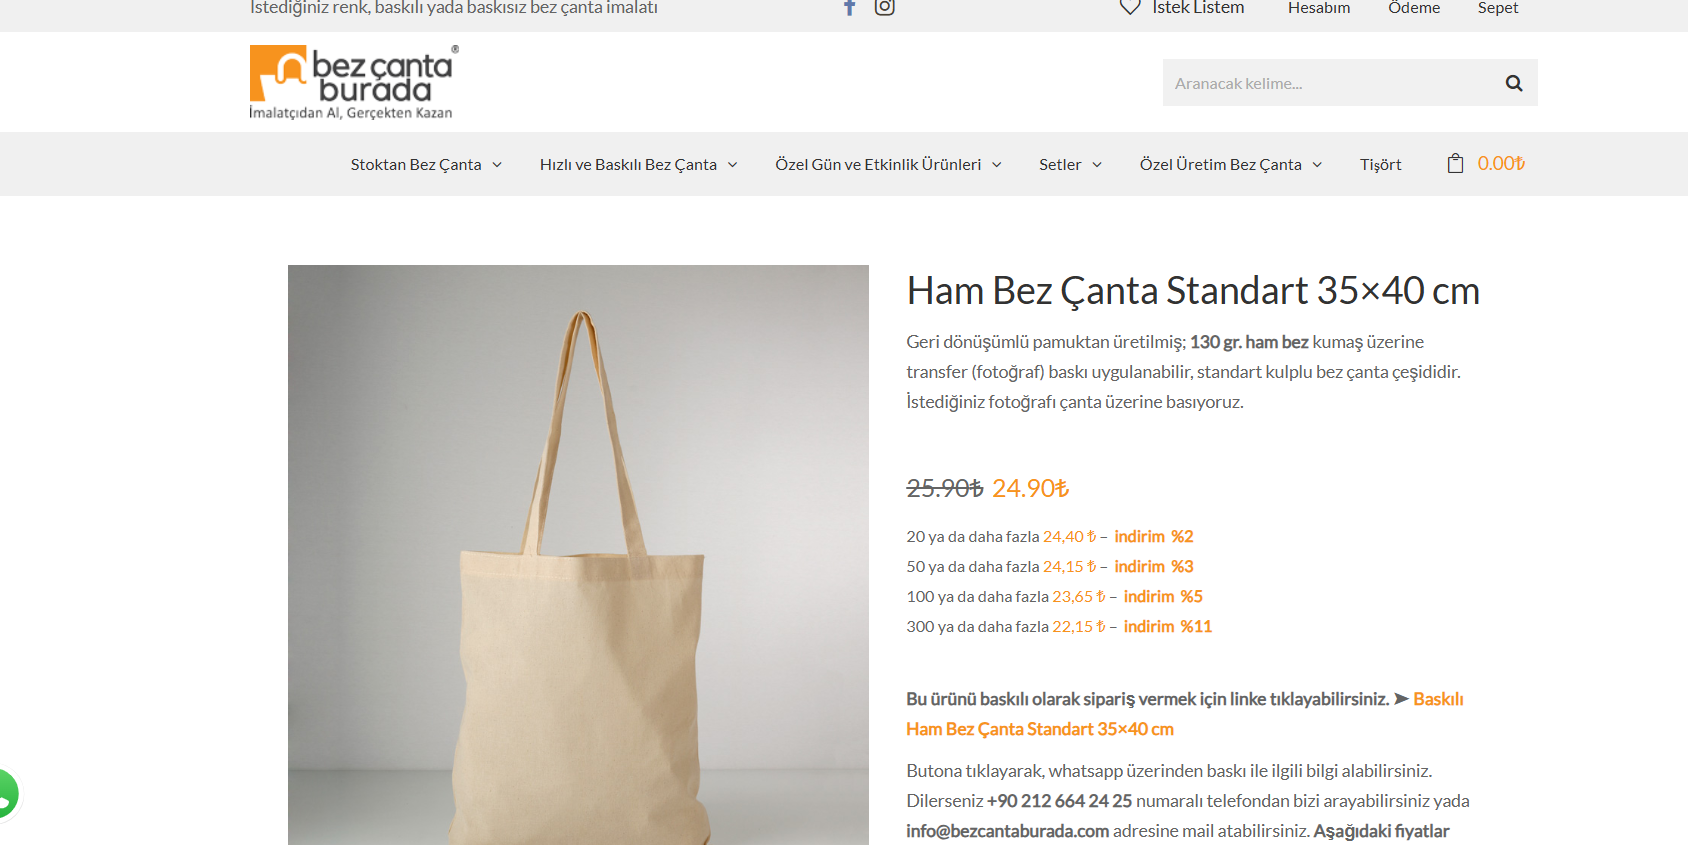 İstediğiniz renk, baskılı yada baskısız bez çanta imalatı
İstek Listem
Hesabım
Ödeme
Sepet
bez çanta
burada
®
İmalatçıdan Al, Gerçekten Kazan
Aranacak kelime...
Stoktan Bez Çanta
Hızlı ve Baskılı Bez Çanta
Özel Gün ve Etkinlik Ürünleri
Setler
Özel Üretim Bez Çanta
Tişört
0.00₺
Ham Bez Çanta Standart 35×40 cm
Geri dönüşümlü pamuktan üretilmiş; 130 gr. ham bez kumaş üzerine
transfer (fotoğraf) baskı uygulanabilir, standart kulplu bez çanta çeşididir.
İstediğiniz fotoğrafı çanta üzerine basıyoruz.
25.90₺ 24.90₺
20 ya da daha fazla 24,40 ₺ – indirim %2
50 ya da daha fazla 24,15 ₺ – indirim %3
100 ya da daha fazla 23,65 ₺ – indirim %5
300 ya da daha fazla 22,15 ₺ – indirim %11
Bu ürünü baskılı olarak sipariş vermek için linke tıklayabilirsiniz. ➤ Baskılı
Ham Bez Çanta Standart 35×40 cm
Butona tıklayarak, whatsapp üzerinden baskı ile ilgili bilgi alabilirsiniz.
Dilerseniz +90 212 664 24 25 numaralı telefondan bizi arayabilirsiniz yada
info@bezcantaburada.com adresine mail atabilirsiniz. Aşağıdaki fiyatlar